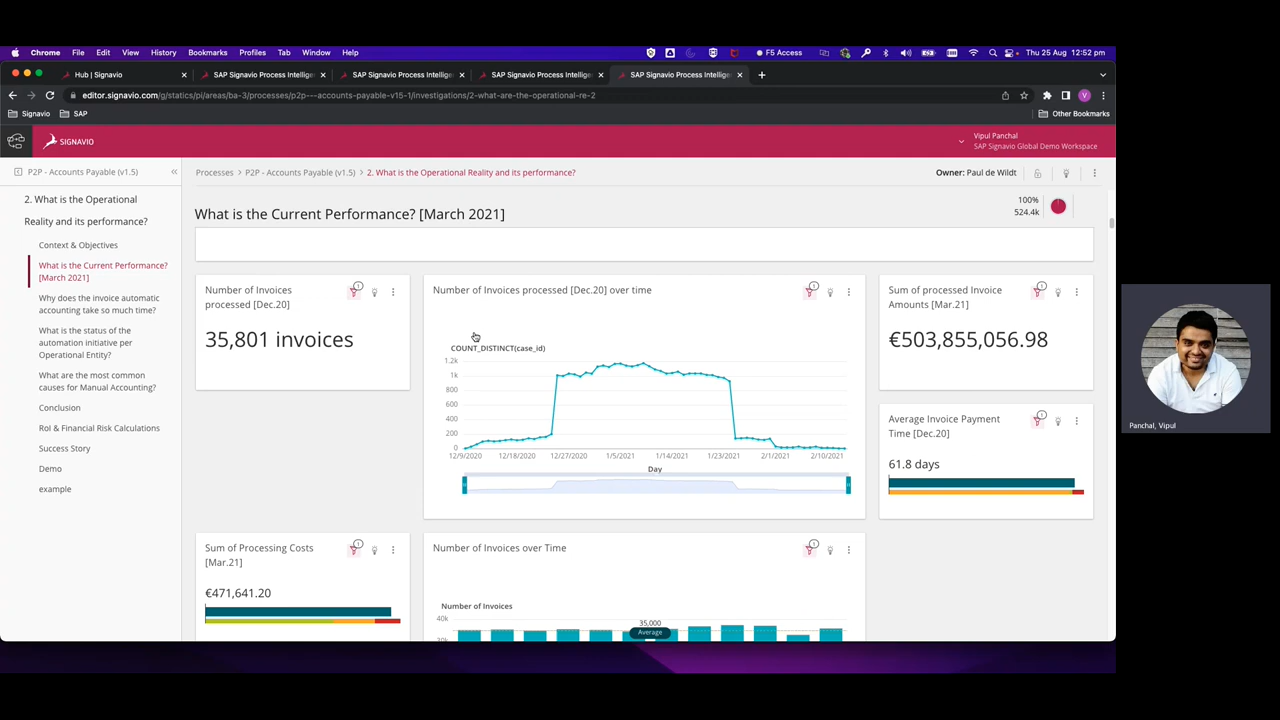 Chrome File Edit View History Bookmarks Profiles Tab Window Help
F5 Access
Thu 25 Aug 12:52 pm
Hub | Signavio
SAP Signavio Process Intellige
SAP Signavio Process Intellige
SAP Signavio Process Intellige
SAP Signavio Process Intellige
editor.signavio.com/g/statics/pi/areas/ba-3/processes/p2p---accounts-payable-v15-1/investigations/2-what-are-the-operational-re-2
Signavio
SAP
Other Bookmarks
SIGNAVIO
Vipul Panchal
SAP Signavio Global Demo Workspace
P2P - Accounts Payable (v1.5)
Processes > P2P - Accounts Payable (v1.5) > 2. What is the Operational Reality and its performance?
Owner: Paul de Wildt
2. What is the Operational
Reality and its performance?
Context & Objectives
What is the Current Performance?
[March 2021]
Why does the invoice automatic
accounting take so much time?
What is the status of the
automation initiative per
Operational Entity?
What are the most common
causes for Manual Accounting?
Conclusion
RoI & Financial Risk Calculations
Success Story
Demo
example
What is the Current Performance? [March 2021]
100%
524.4k
Number of Invoices
processed [Dec.20]
1
35,801 invoices
Number of Invoices processed [Dec.20] over time
1
COUNT_DISTINCT(case_id)
1.2k
1k
800
600
400
200
0
12/9/2020 12/18/2020 12/27/2020 1/5/2021 1/14/2021 1/23/2021 2/1/2021 2/10/2021
Day
Sum of processed Invoice
Amounts [Mar.21]
1
€503,855,056.98
Average Invoice Payment
Time [Dec.20]
1
61.8 days
Sum of Processing Costs
[Mar.21]
1
€471,641.20
Number of Invoices over Time
1
Number of Invoices
40k
35,000
Average
30k
Panchal, Vipul